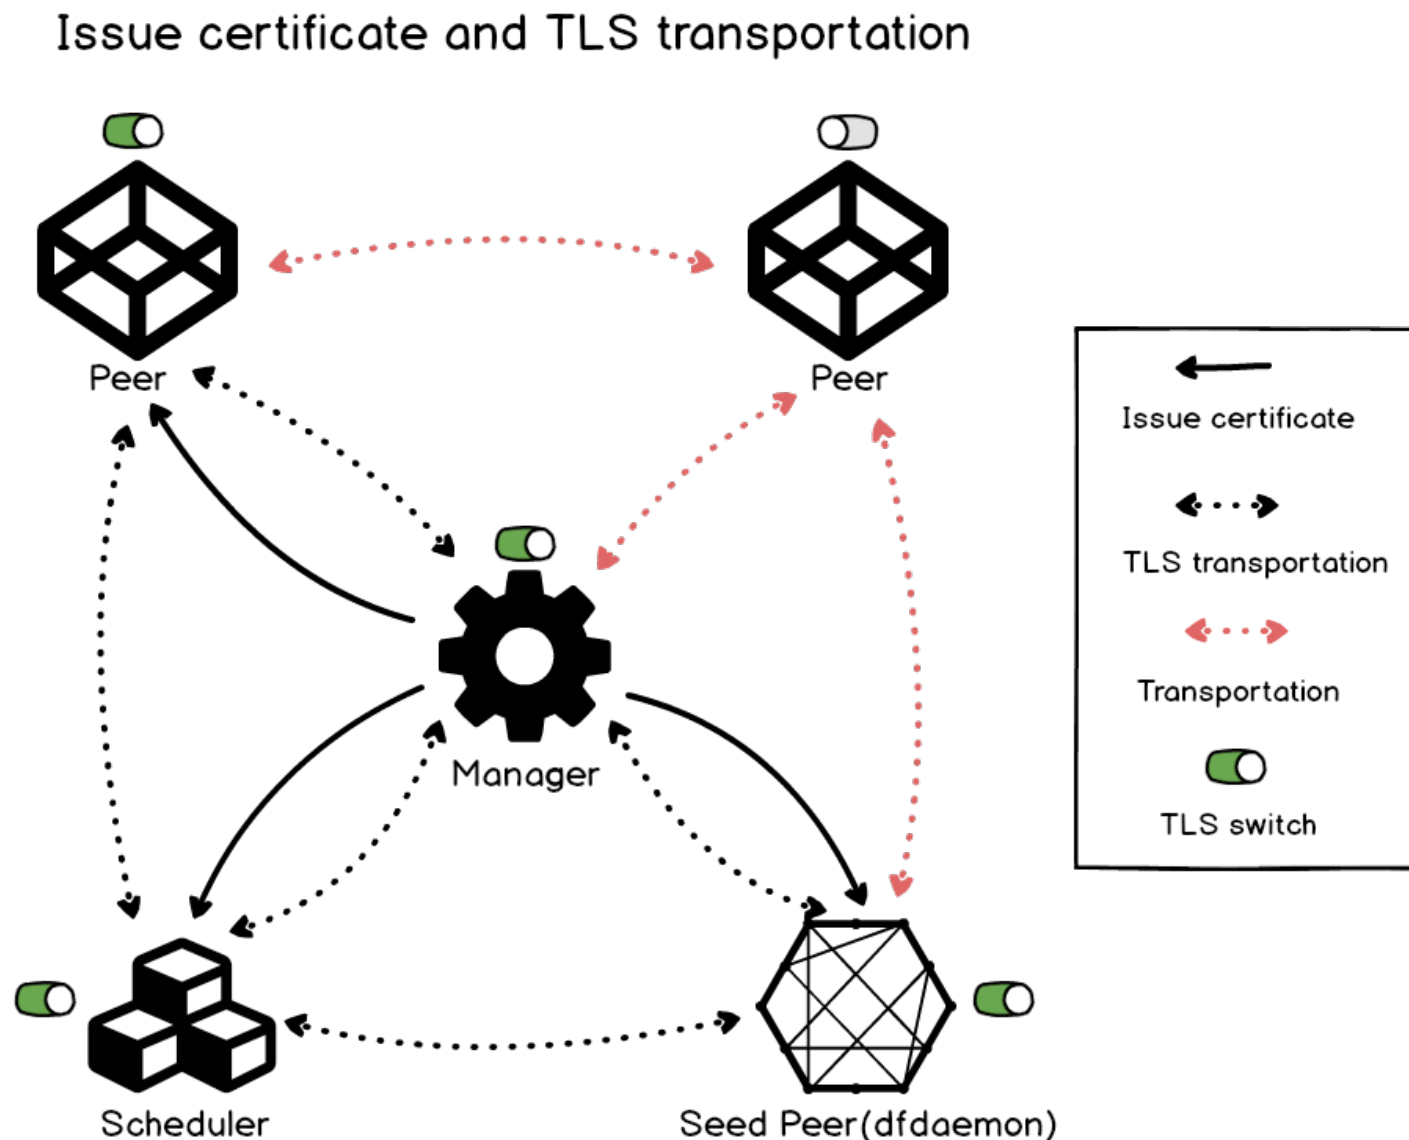 Issue certificate and TLS transportation
Peer
Peer
Issue certificate
TLS transportation
Transportation
TLS switch
Manager
Scheduler
Seed Peer(dfdaemon)